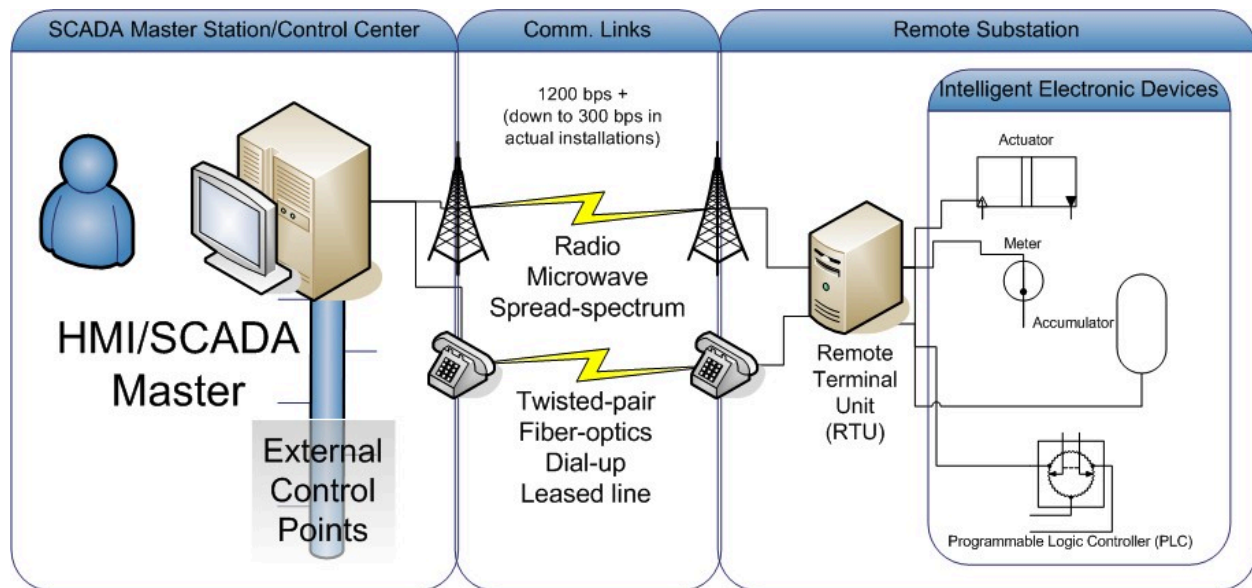 SCADA Master Station/Control Center
Comm. Links
Remote Substation
1200 bps +
(down to 300 bps in
actual installations)
Intelligent Electronic Devices
Actuator
Meter
Accumulator
Radio
Microwave
Spread-spectrum
HMI/SCADA
Master
External
Control
Points
Twisted-pair
Fiber-optics
Dial-up
Leased line
Remote
Terminal
Unit
(RTU)
Programmable Logic Controller (PLC)